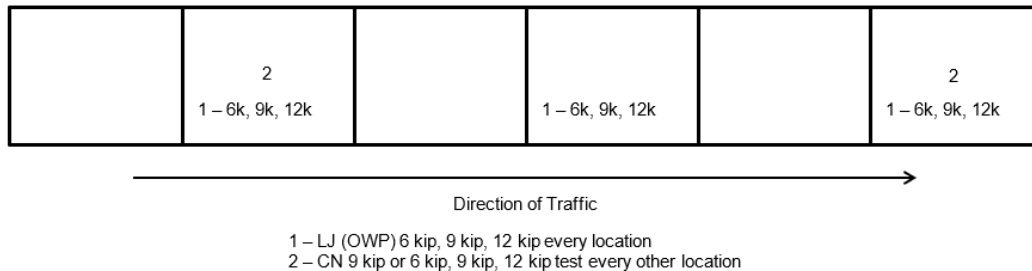 2
2
1 – 6k, 9k, 12k
1 – 6k, 9k, 12k
1 – 6k, 9k, 12k
Direction of Traffic
1 – LJ (OWP) 6 kip, 9 kip, 12 kip every location
2 – CN 9 kip or 6 kip, 9 kip, 12 kip test every other location